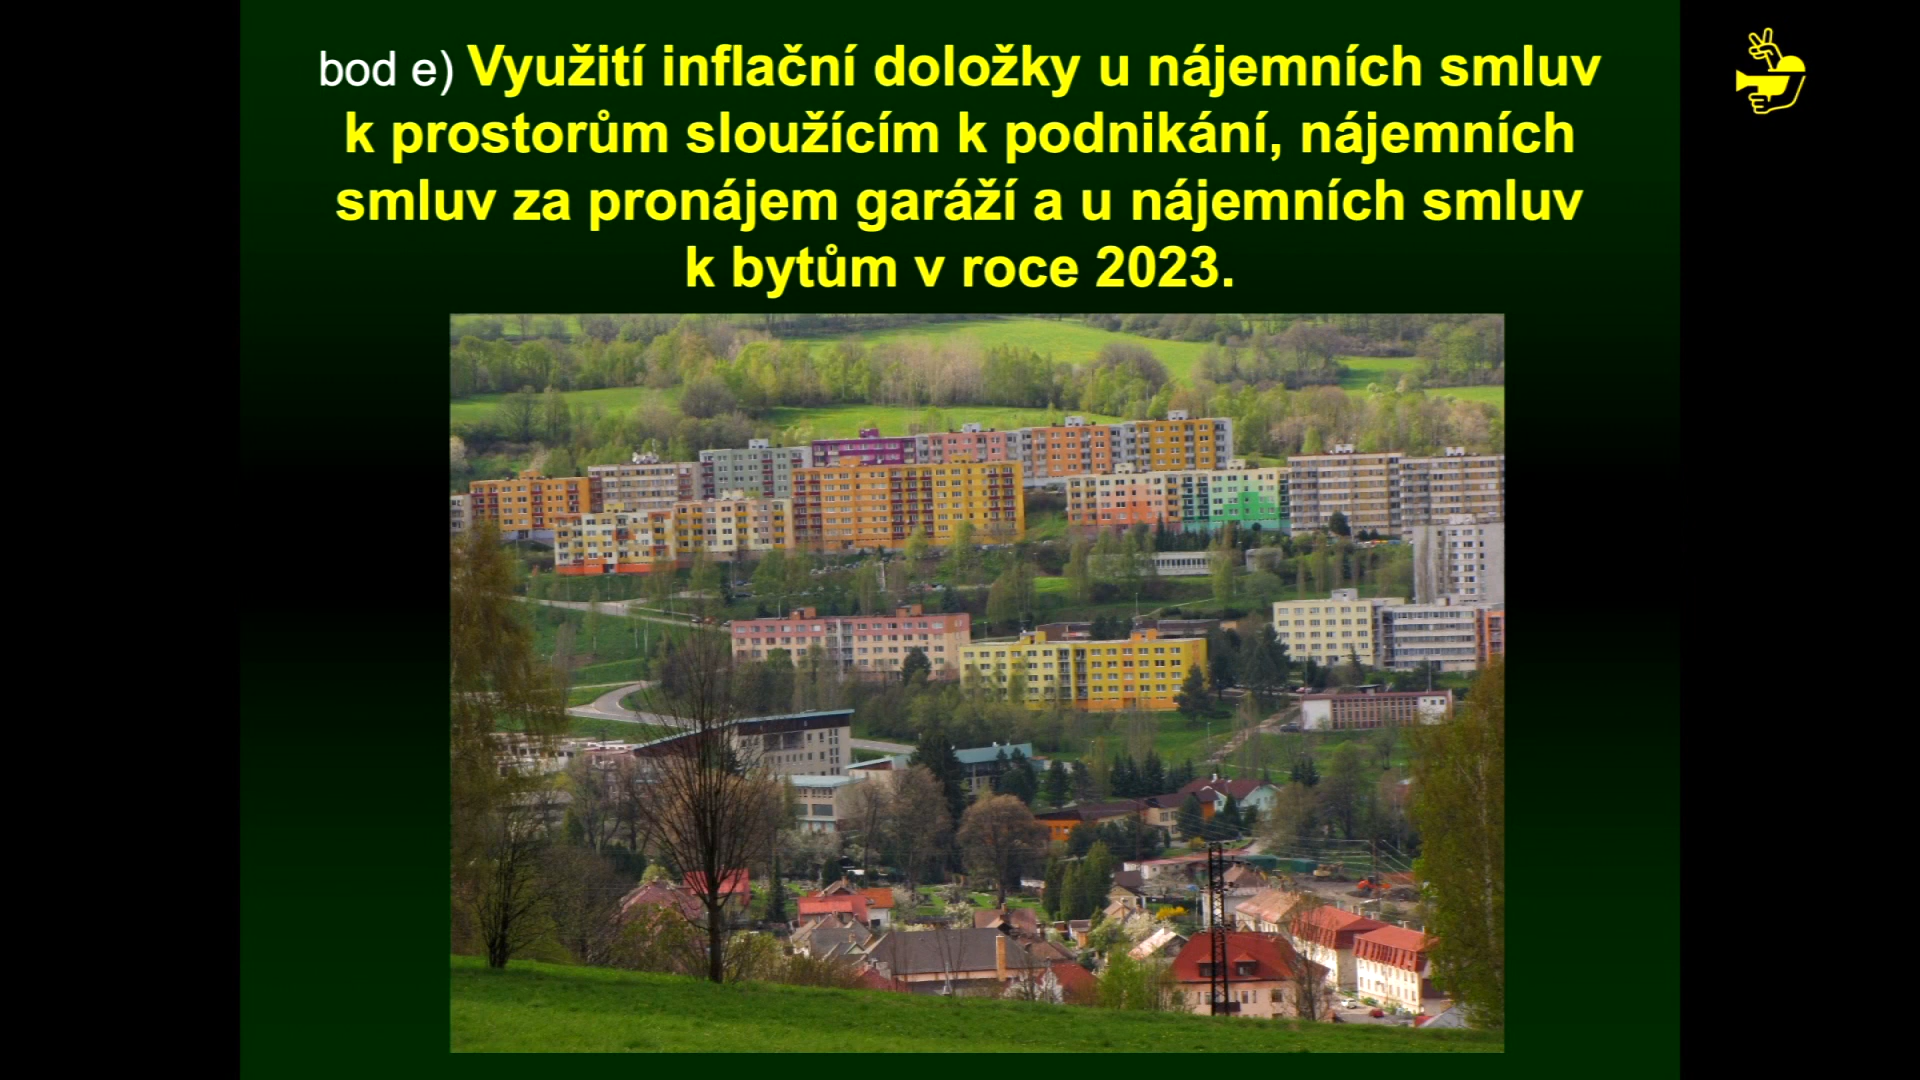 bod e) Využití inflační doložky u nájemních smluv
k prostorům sloužícím k podnikání, nájemních
smluv za pronájem garáží a u nájemních smluv
k bytům v roce 2023.